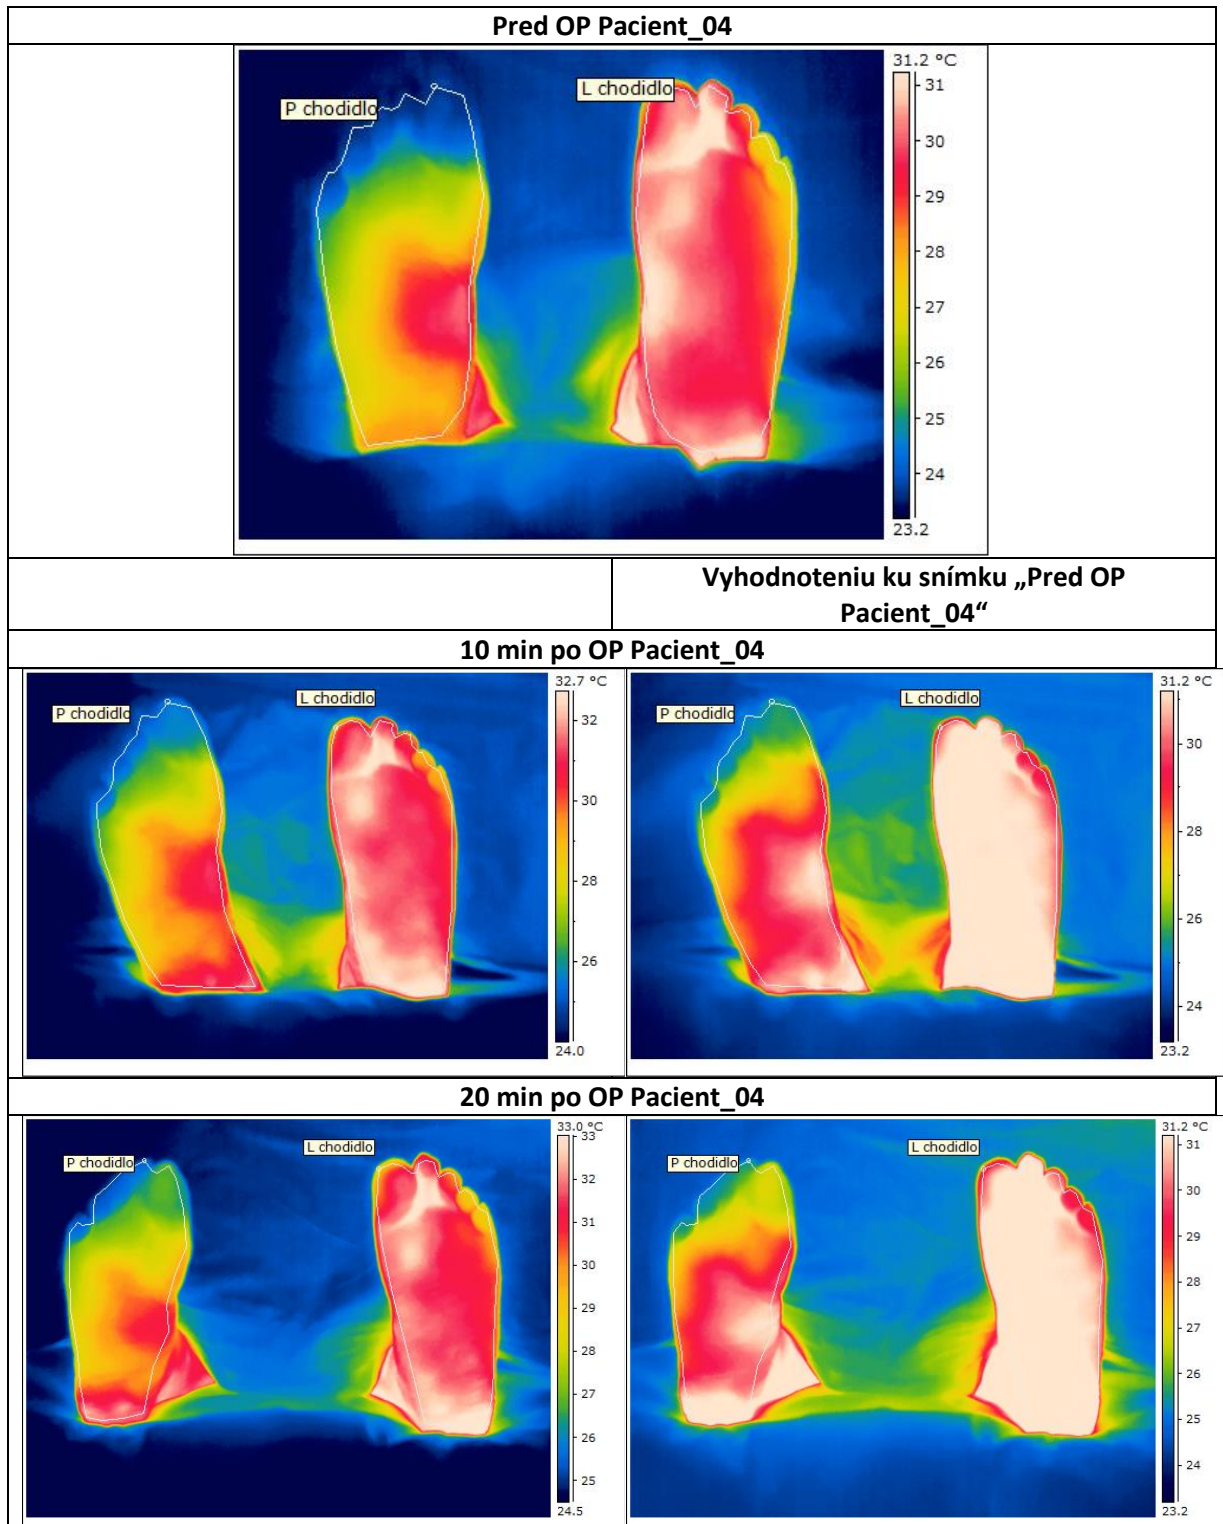 Pred OP Pacient_04
P chodidlo
L chodidlo
31.2 °C
31
30
29
28
27
26
25
24
23.2
Vyhodnoteniu ku snímku „Pred OP
Pacient_04“
10 min po OP Pacient_04
P chodidlo
L chodidlo
32.7 °C
32
30
28
26
24.0
P chodidlo
L chodidlo
31.2 °C
30
28
26
24
23.2
20 min po OP Pacient_04
P chodidlo
L chodidlo
33.0 °C
33
32
31
30
29
28
27
26
25
24.5
P chodidlo
L chodidlo
31.2 °C
31
30
29
28
27
26
25
24
23.2